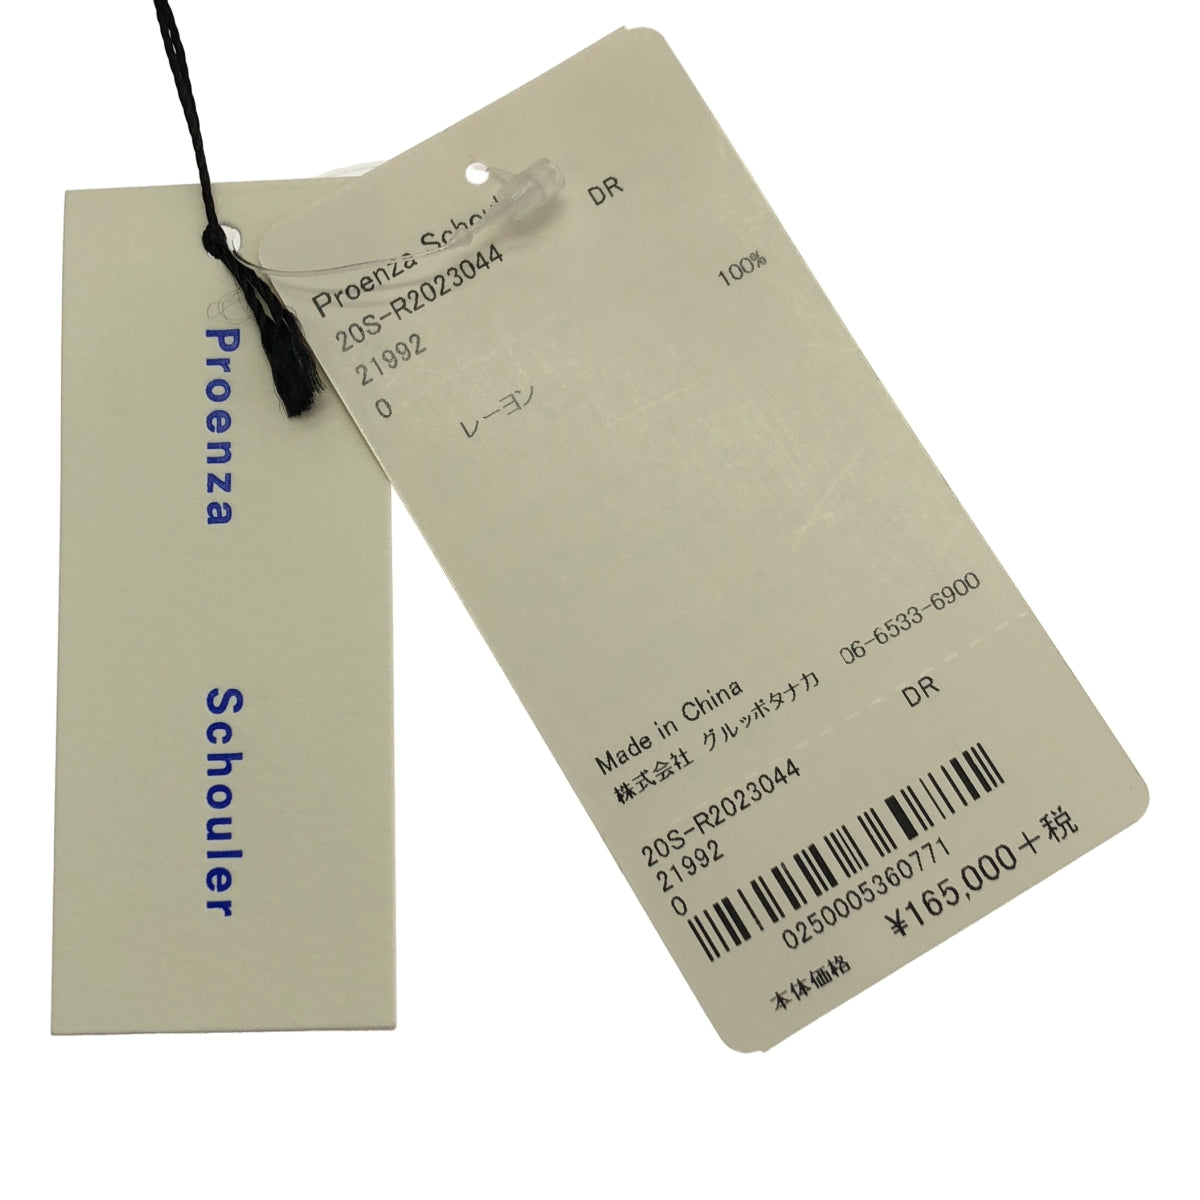 Proenza
Schouler
Proenza Schoul
DR
20S-R2023044
21992
0
レーヨン 100%
Made in China
株式会社 グルッポタナカ 06-6533-6900
20S-R2023044 DR
21992
0
0250005360771
本体価格 ¥165,000+税